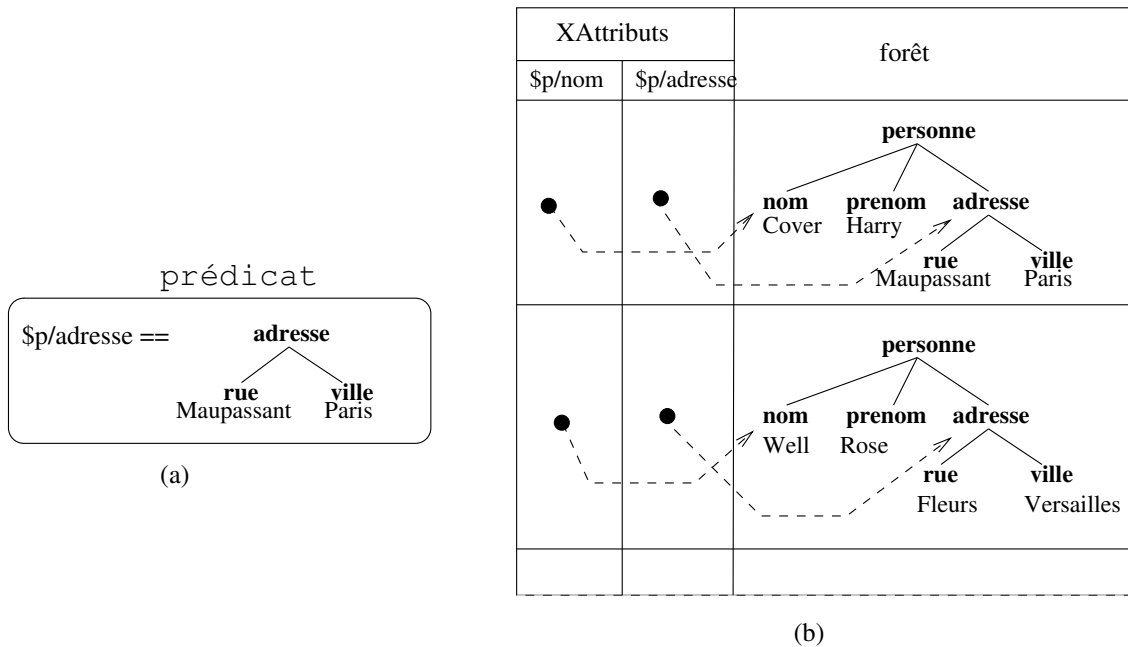 prédicat
$p/adresse ==
adresse
rue ville
Maupassant Paris
(a)
XAttributs
forêt
$p/nom $p/adresse
personne
nom prenom adresse
Cover Harry
rue ville
Maupassant Paris
personne
nom prenom adresse
Well Rose
rue ville
Fleurs Versailles
(b)